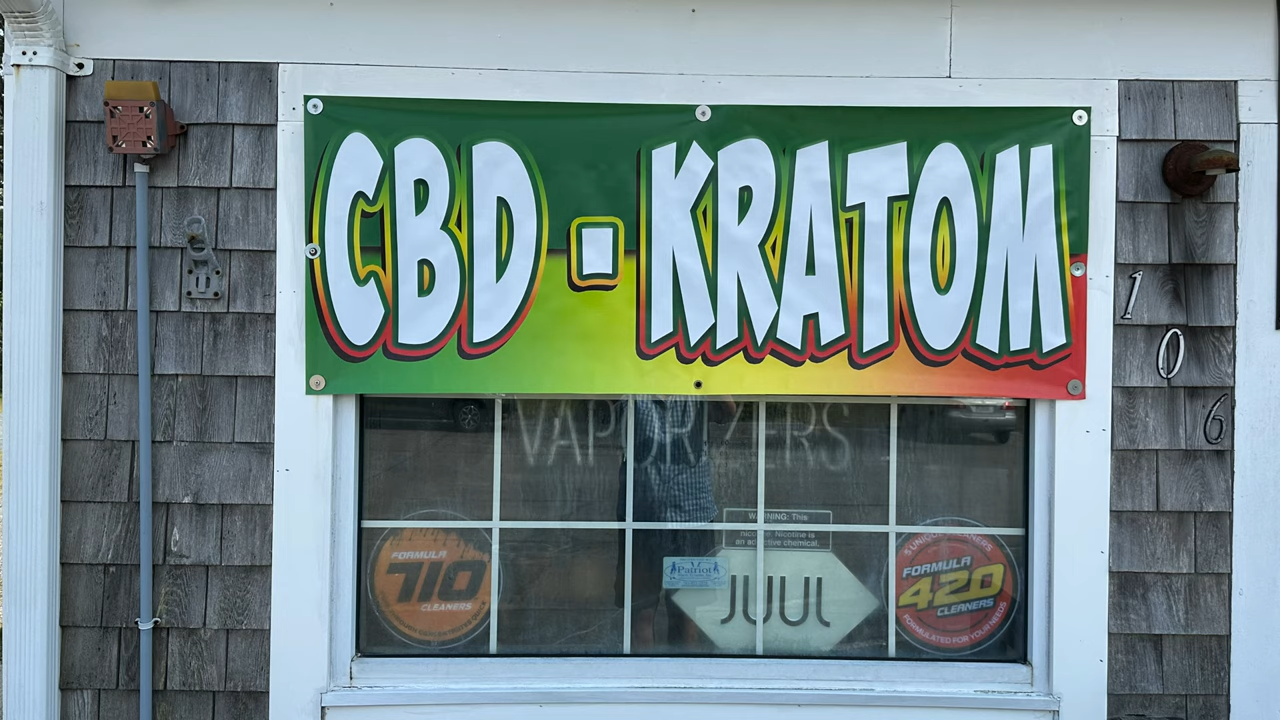 CBD - KRATOM
1
0
6
VAPORIZERS
WARNING: This
nicotine. Nicotine is
an addictive chemical.
Patriot
JUUL
FORMULA
710
CLEANERS
FORMULA
420
CLEANERS
FORMULATED FOR YOUR NEEDS